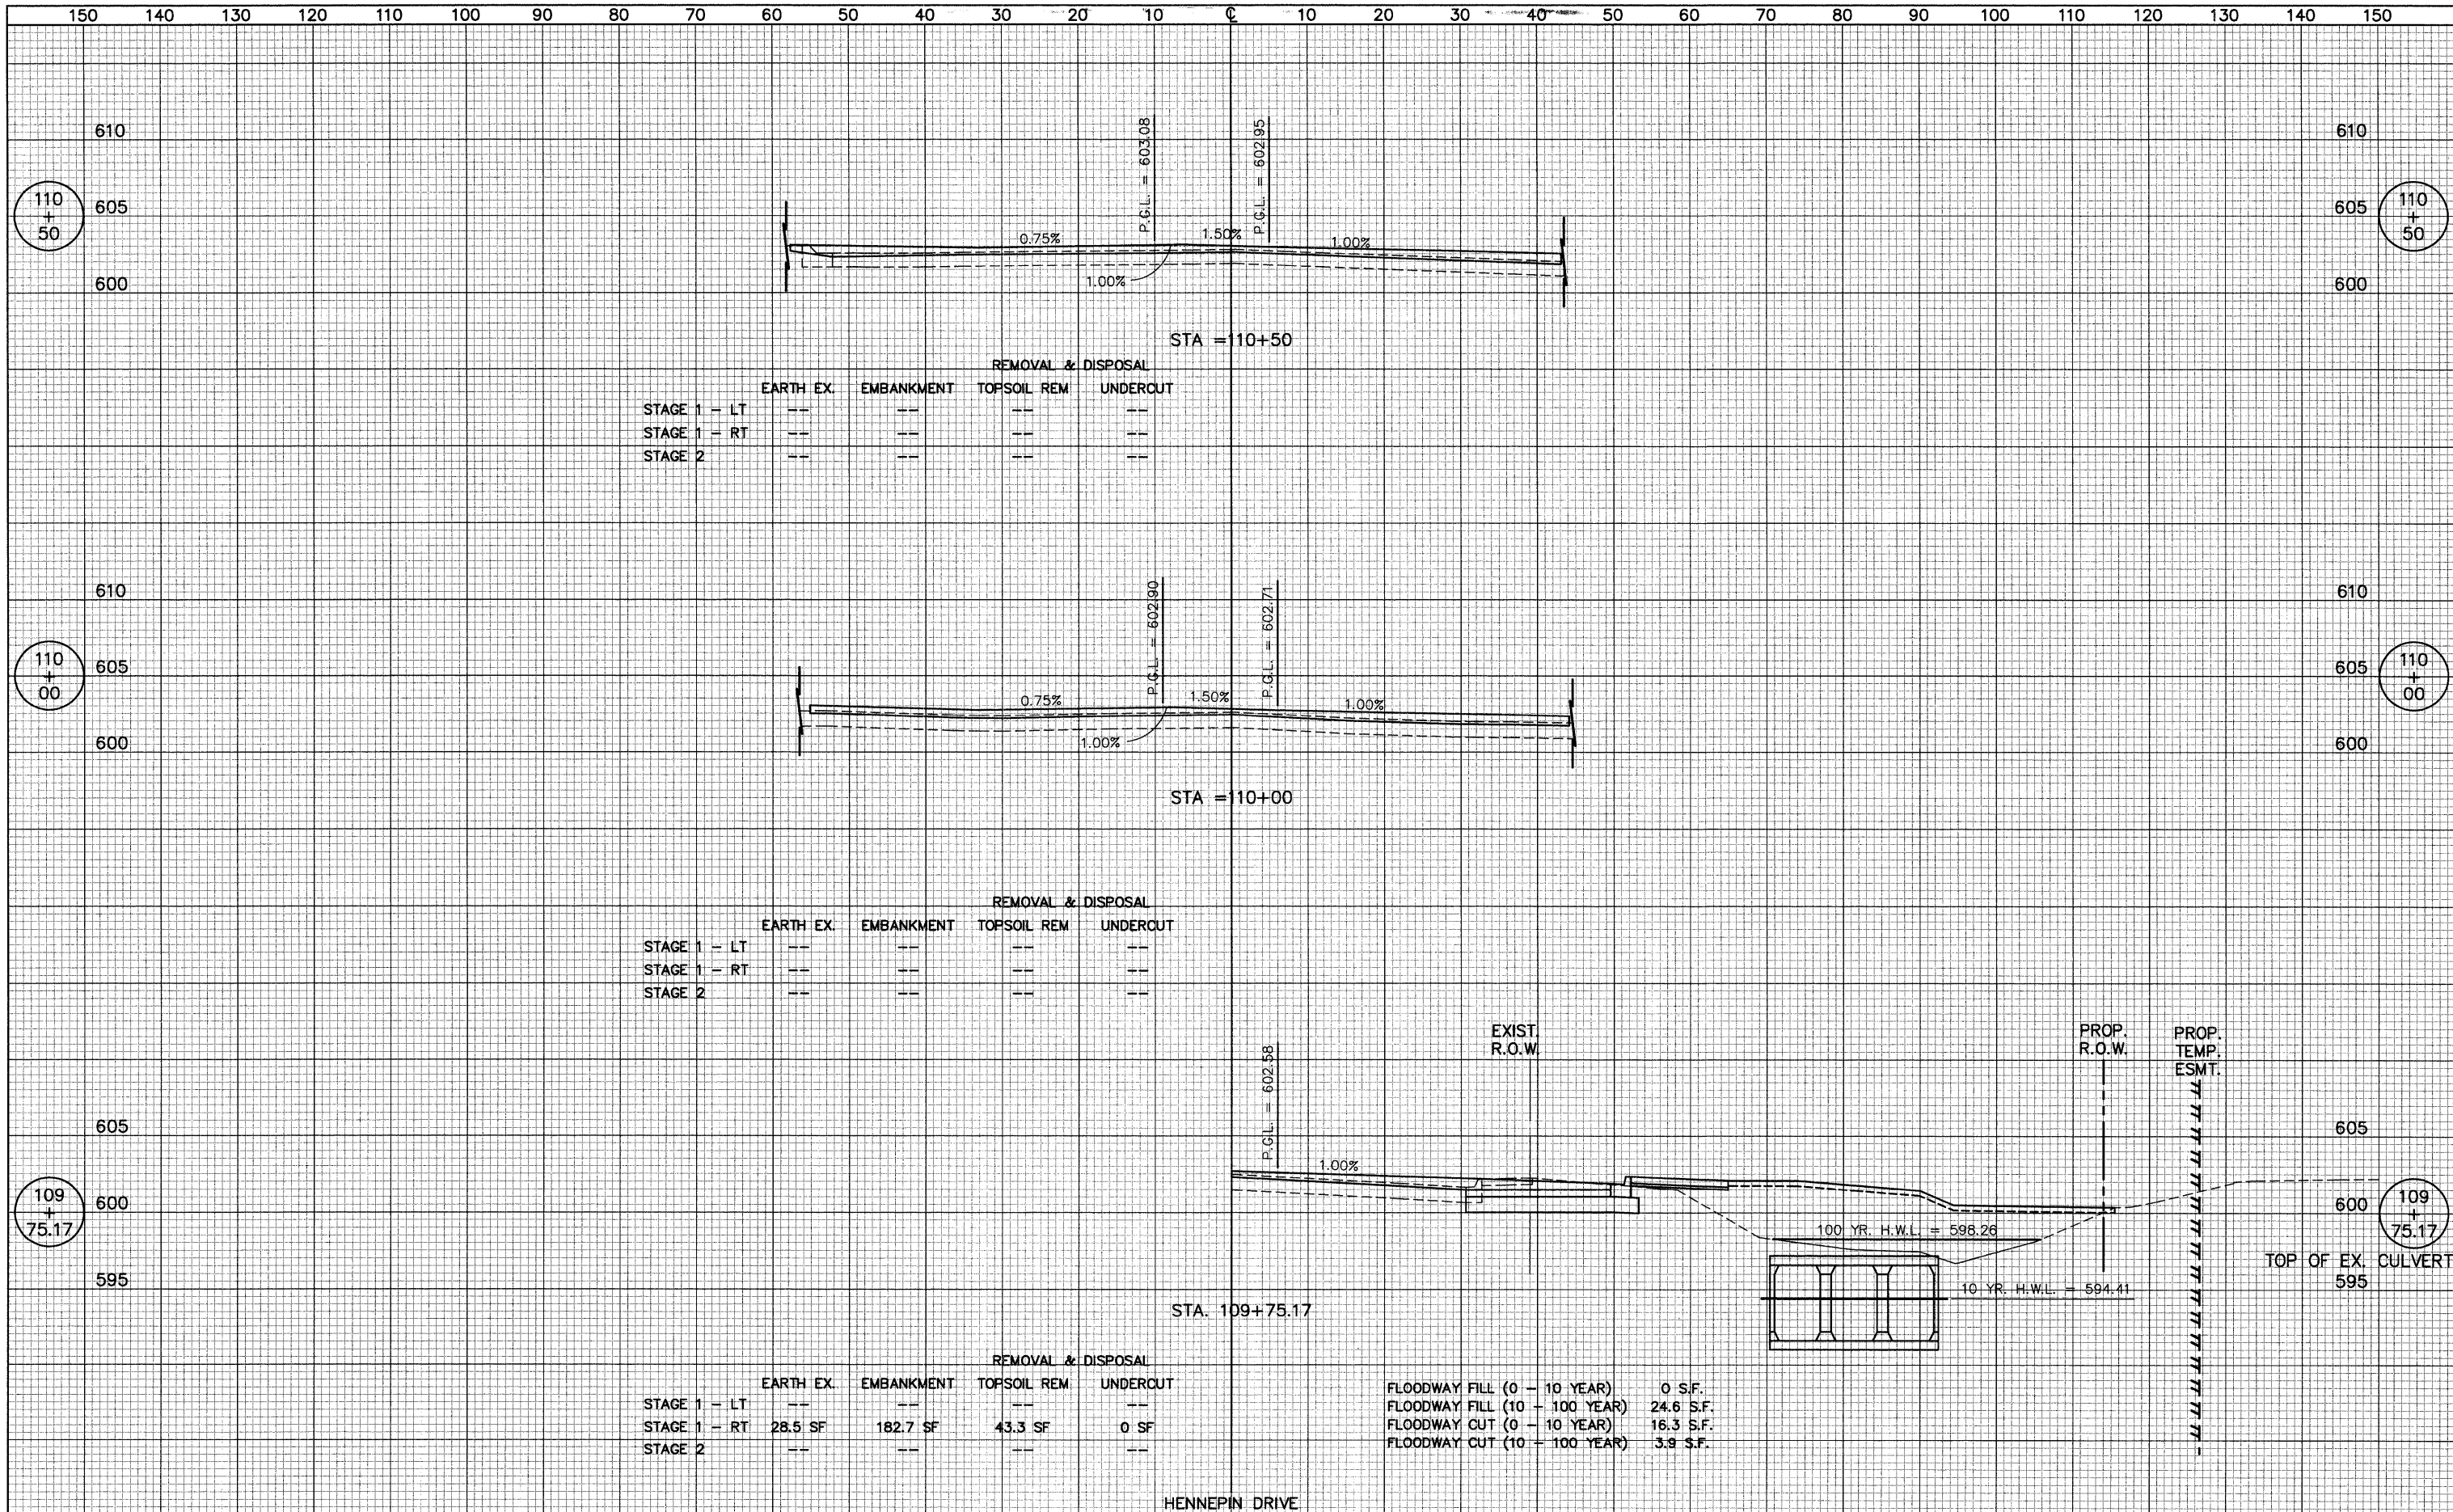 150 140 130 120 110 100 90 80 70 60 50 40 30 20 10 ℄ 10 20 30 40 50 60 70 80 90 100 110 120 130 140 150
610 610
P.G.L. = 603.08
P.G.L. = 602.95
110
+
50
605 605
110
+
50
0.75% 1.50% 1.00%
1.00%
600 600
STA =110+50
REMOVAL & DISPOSAL
EARTH EX. EMBANKMENT TOPSOIL REM UNDERCUT
STAGE 1 - LT -- -- -- --
STAGE 1 - RT -- -- -- --
STAGE 2 -- -- -- --
610 610
P.G.L. = 602.90
P.G.L. = 602.71
110
+
00
605 605
110
+
00
0.75% 1.50% 1.00%
1.00%
600 600
STA =110+00
REMOVAL & DISPOSAL
EARTH EX. EMBANKMENT TOPSOIL REM UNDERCUT
STAGE 1 - LT -- -- -- --
STAGE 1 - RT -- -- -- --
STAGE 2 -- -- -- --
EXIST.
R.O.W.
PROP.
R.O.W.
PROP.
TEMP.
ESMT.
P.G.L. = 602.58
605 605
1.00%
109
+
75.17
600 600
109
+
75.17
100 YR. H.W.L. = 598.26
TOP OF EX. CULVERT
595 595
10 YR. H.W.L. = 594.41
STA. 109+75.17
REMOVAL & DISPOSAL
EARTH EX. EMBANKMENT TOPSOIL REM UNDERCUT
STAGE 1 - LT -- -- -- --
STAGE 1 - RT 28.5 SF 182.7 SF 43.3 SF 0 SF
STAGE 2 -- -- -- --
FLOODWAY FILL (0 - 10 YEAR) 0 S.F.
FLOODWAY FILL (10 - 100 YEAR) 24.6 S.F.
FLOODWAY CUT (0 - 10 YEAR) 16.3 S.F.
FLOODWAY CUT (10 - 100 YEAR) 3.9 S.F.
HENNEPIN DRIVE